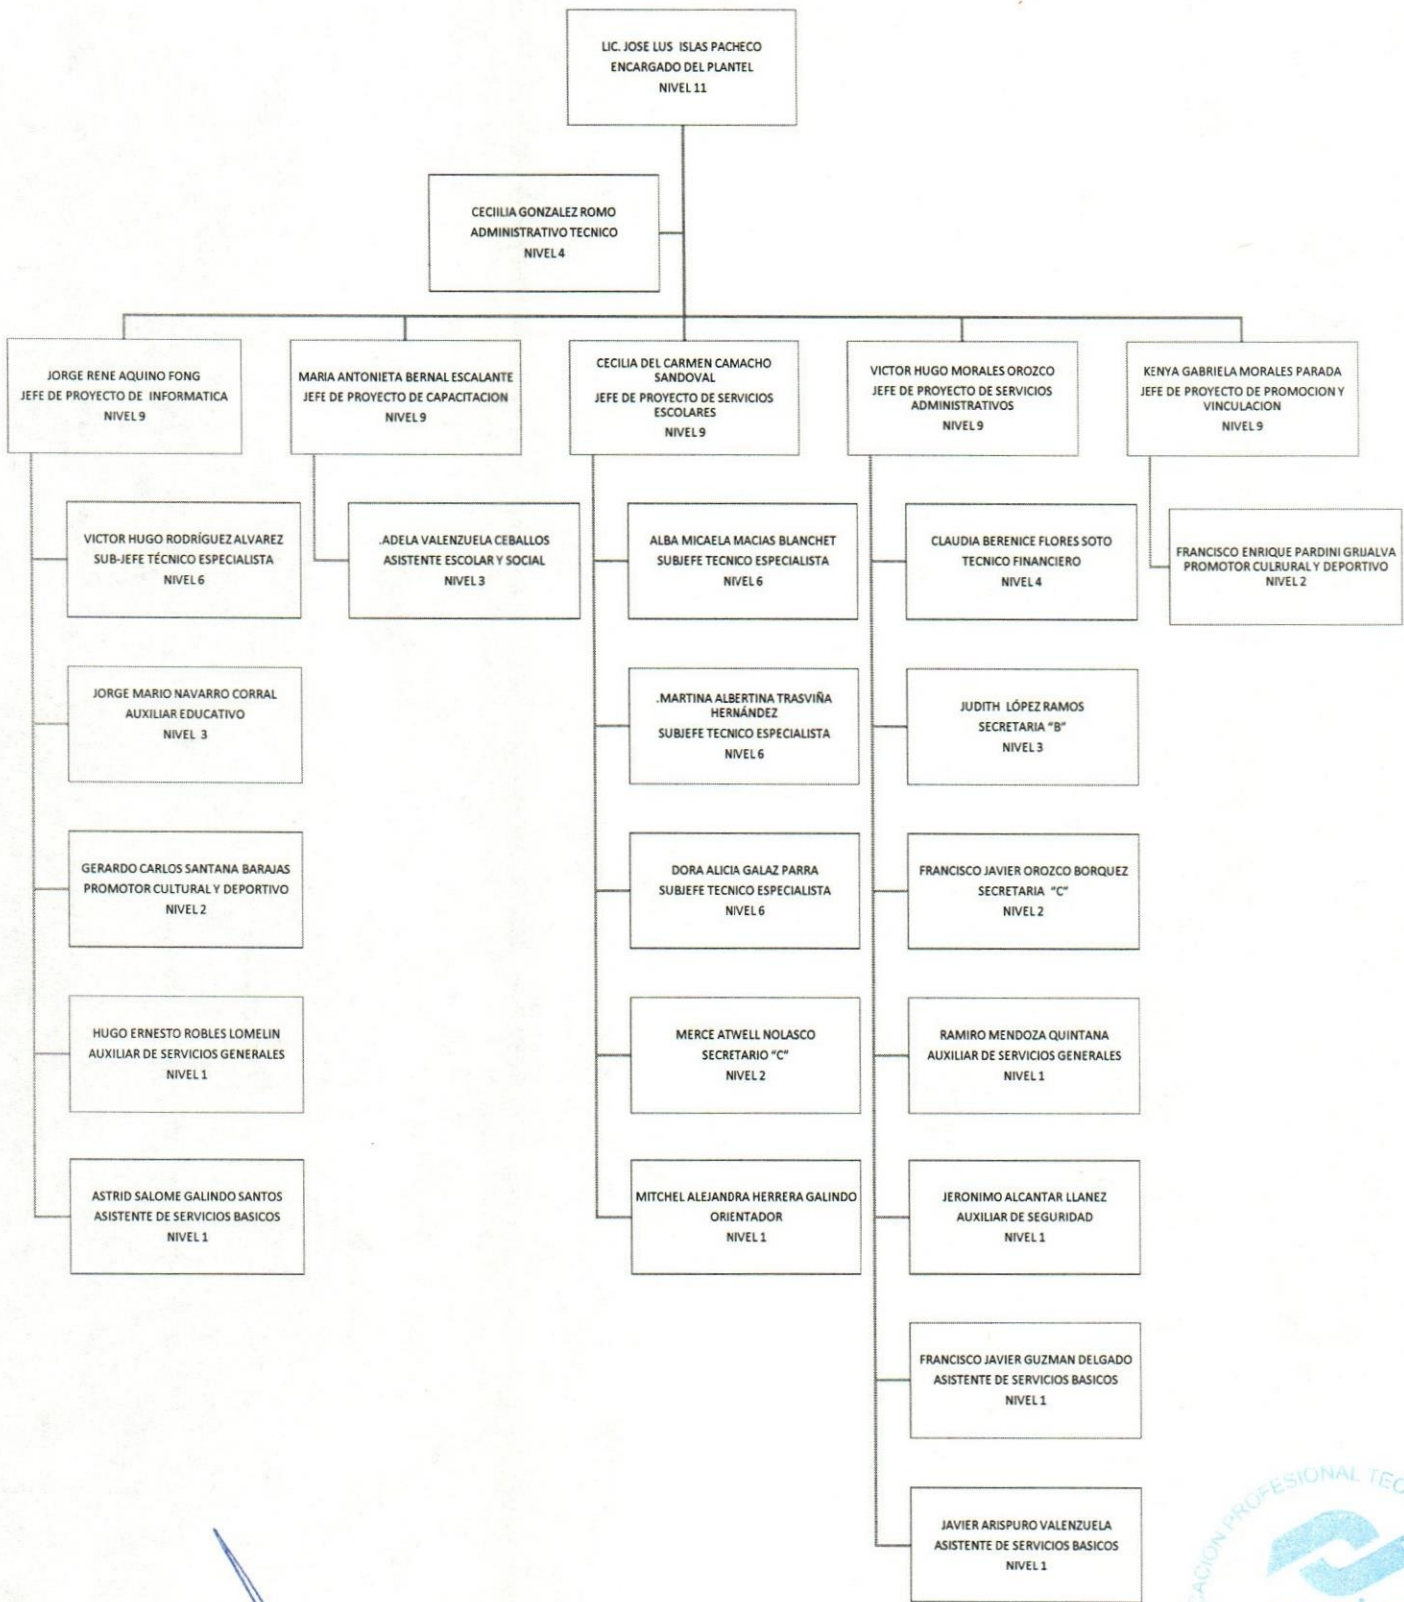 LIC. JOSE LUS ISLAS PACHECO
ENCARGADO DEL PLANTEL
NIVEL 11
CECIILIA GONZALEZ ROMO
ADMINISTRATIVO TECNICO
NIVEL 4
JORGE RENE AQUINO FONG
JEFE DE PROYECTO DE INFORMATICA
NIVEL 9
MARIA ANTONIETA BERNAL ESCALANTE
JEFE DE PROYECTO DE CAPACITACION
NIVEL 9
CECILIA DEL CARMEN CAMACHO
SANDOVAL
JEFE DE PROYECTO DE SERVICIOS
ESCOLARES
NIVEL 9
VICTOR HUGO MORALES OROZCO
JEFE DE PROYECTO DE SERVICIOS
ADMINISTRATIVOS
NIVEL 9
KENYA GABRIELA MORALES PARADA
JEFE DE PROYECTO DE PROMOCION Y
VINCULACION
NIVEL 9
VICTOR HUGO RODRÍGUEZ ALVAREZ
SUB-JEFE TÉCNICO ESPECIALISTA
NIVEL 6
JORGE MARIO NAVARRO CORRAL
AUXILIAR EDUCATIVO
NIVEL 3
GERARDO CARLOS SANTANA BARAJAS
PROMOTOR CULTURAL Y DEPORTIVO
NIVEL 2
HUGO ERNESTO ROBLES LOMELIN
AUXILIAR DE SERVICIOS GENERALES
NIVEL 1
ASTRID SALOME GALINDO SANTOS
ASISTENTE DE SERVICIOS BASICOS
NIVEL 1
.ADELA VALENZUELA CEBALLOS
ASISTENTE ESCOLAR Y SOCIAL
NIVEL 3
ALBA MICAELA MACIAS BLANCHET
SUBJEFE TECNICO ESPECIALISTA
NIVEL 6
.MARTINA ALBERTINA TRASVIÑA
HERNÁNDEZ
SUBJEFE TECNICO ESPECIALISTA
NIVEL 6
DORA ALICIA GALAZ PARRA
SUBJEFE TECNICO ESPECIALISTA
NIVEL 6
MERCE ATWELL NOLASCO
SECRETARIO "C"
NIVEL 2
MITCHEL ALEJANDRA HERRERA GALINDO
ORIENTADOR
NIVEL 1
CLAUDIA BERENICE FLORES SOTO
TECNICO FINANCIERO
NIVEL 4
JUDITH LÓPEZ RAMOS
SECRETARIA "B"
NIVEL 3
FRANCISCO JAVIER OROZCO BORQUEZ
SECRETARIA "C"
NIVEL 2
RAMIRO MENDOZA QUINTANA
AUXILIAR DE SERVICIOS GENERALES
NIVEL 1
JERONIMO ALCANTAR LLANEZ
AUXILIAR DE SEGURIDAD
NIVEL 1
FRANCISCO JAVIER GUZMAN DELGADO
ASISTENTE DE SERVICIOS BASICOS
NIVEL 1
JAVIER ARISPURO VALENZUELA
ASISTENTE DE SERVICIOS BASICOS
NIVEL 1
FRANCISCO ENRIQUE PARDINI GRIJALVA
PROMOTOR CULRURAL Y DEPORTIVO
NIVEL 2
PROFESIONAL